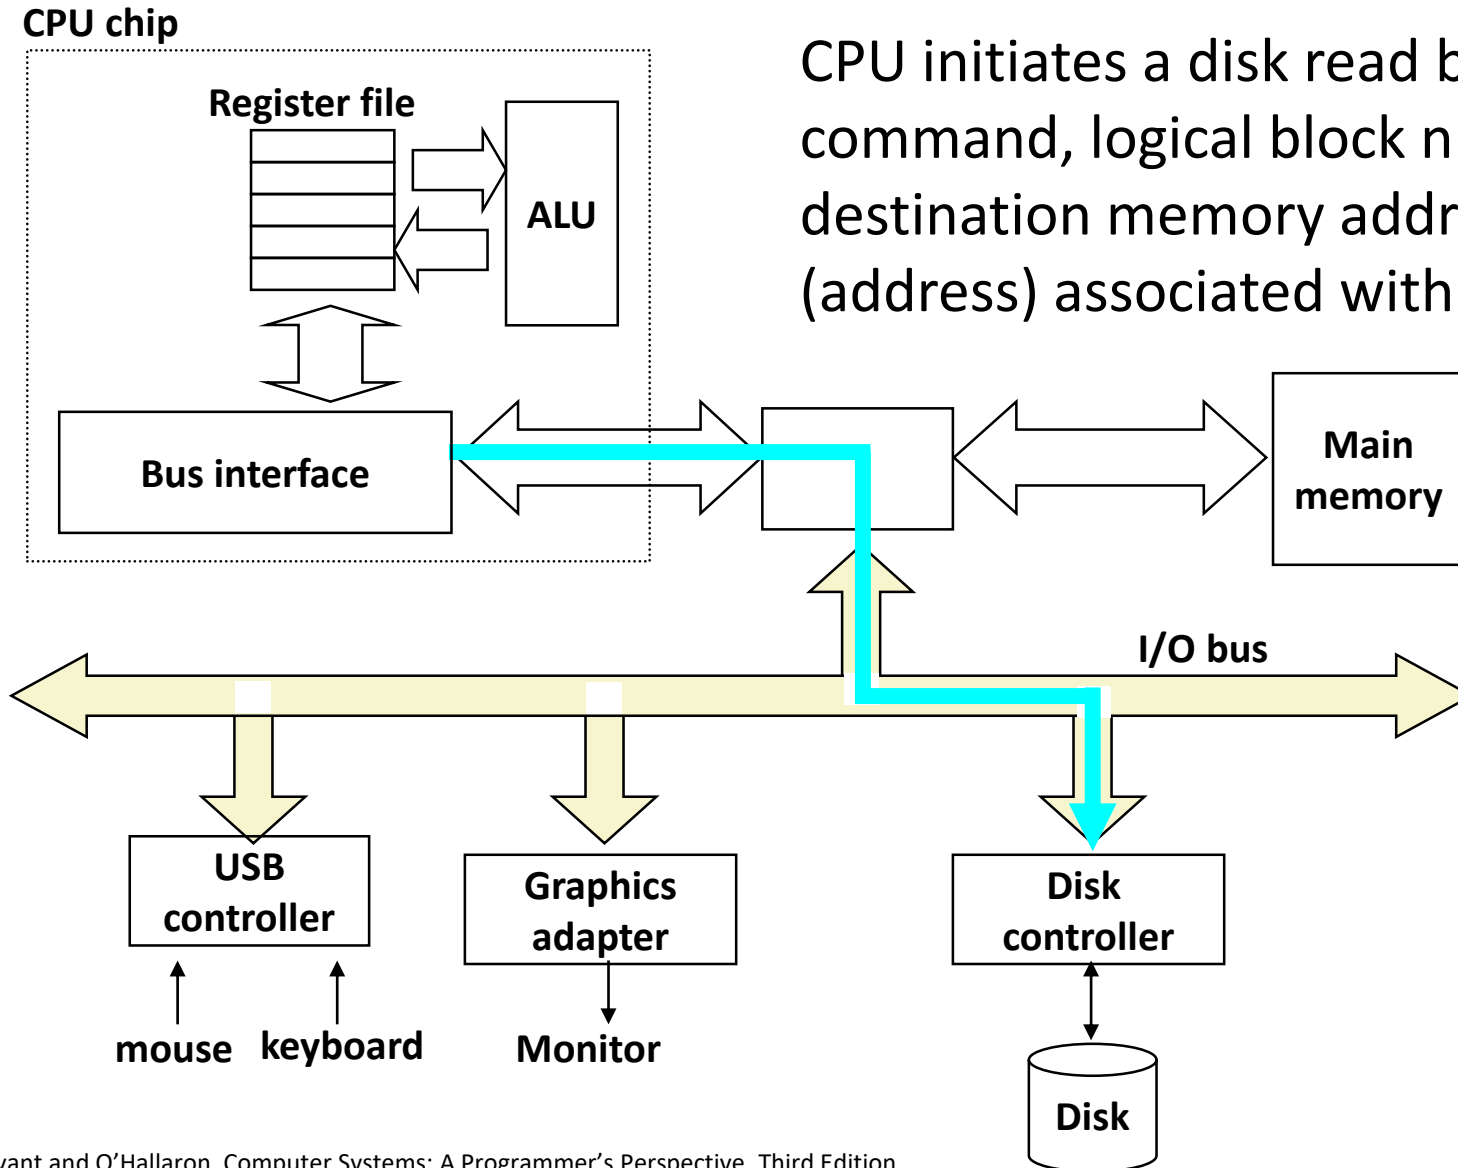 CPU chip
CPU initiates a disk read
command, logical block
destination memory
(address) associated with
Register file
ALU
Bus interface
Main
memory
I/O bus
USB
controller
Graphics
adapter
Disk
controller
mouse
keyboard
Monitor
Disk
and O'Hallaron, Computer Systems: A Programmer's Perspective, Third Edition